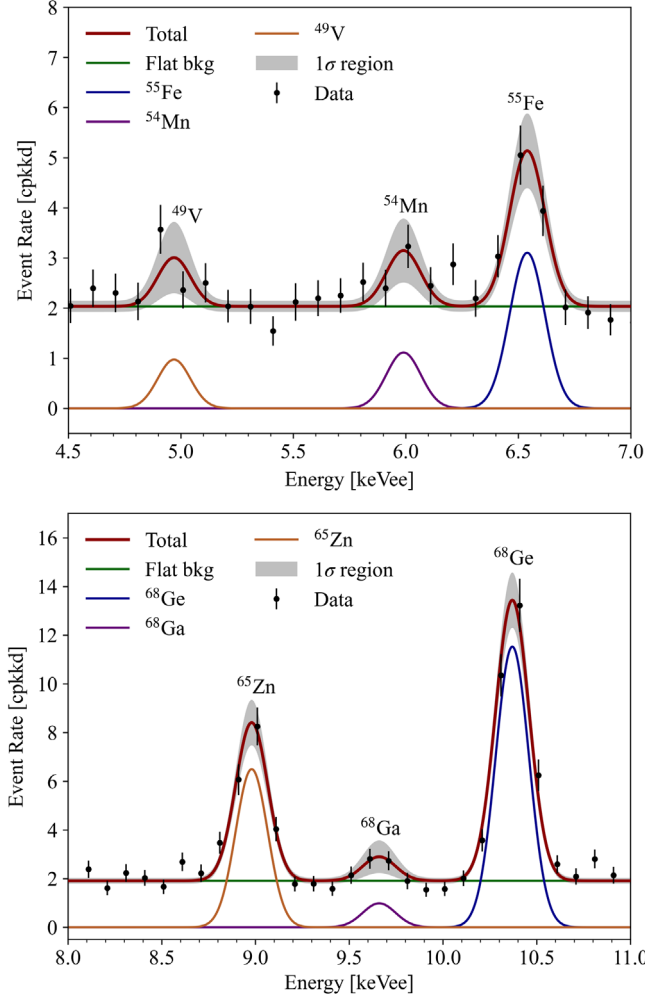 8
7
6
5
4
3
2
1
0
Event Rate [cpkkd]
Total
Flat bkg
⁵⁵Fe
⁵⁴Mn
⁴⁹V
1σ region
Data
⁴⁹V
⁵⁴Mn
⁵⁵Fe
4.5 5.0 5.5 6.0 6.5 7.0
Energy [keVee]
16
14
12
10
8
6
4
2
0
Event Rate [cpkkd]
Total
Flat bkg
⁶⁸Ge
⁶⁸Ga
⁶⁵Zn
1σ region
Data
⁶⁵Zn
⁶⁸Ga
⁶⁸Ge
8.0 8.5 9.0 9.5 10.0 10.5 11.0
Energy [keVee]